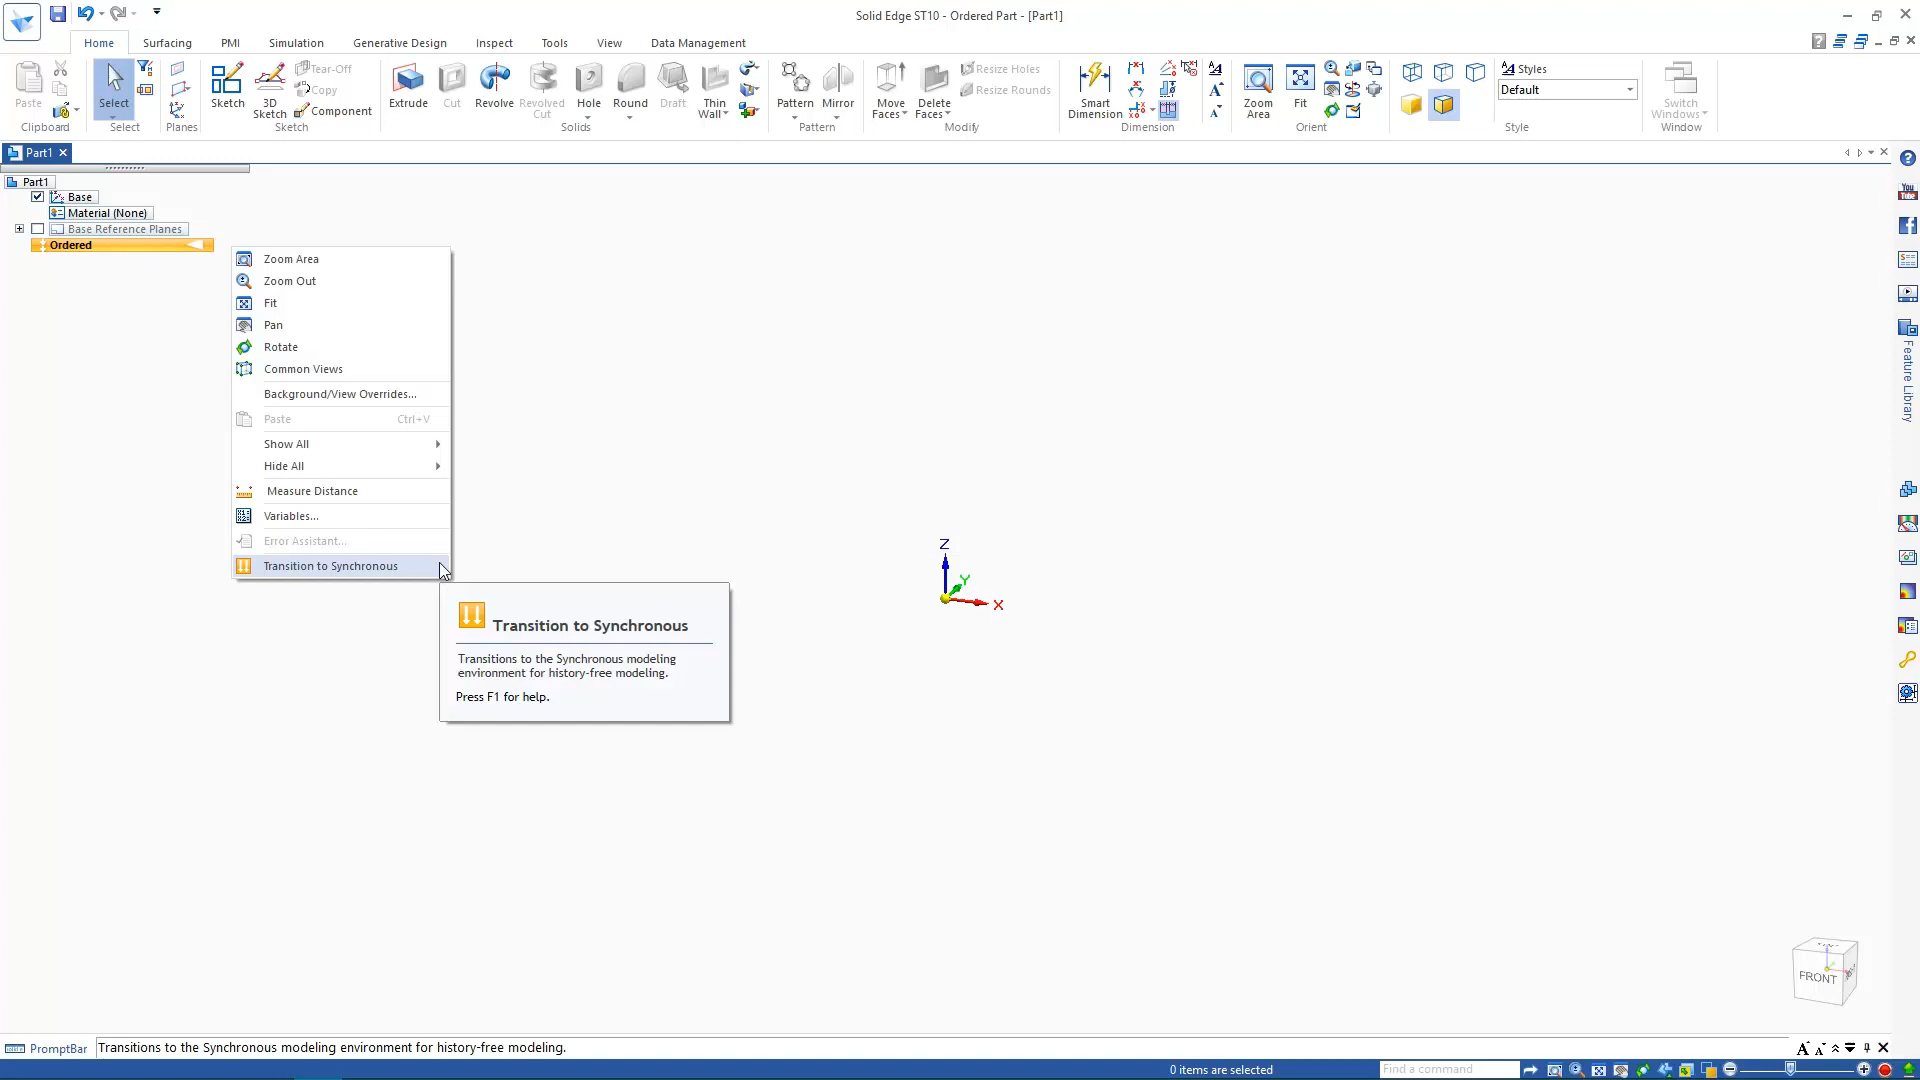 Solid Edge ST10 - Ordered Part - [Part1]
Home Surfacing PMI Simulation Generative Design Inspect Tools View Data Management
Paste
Clipboard
Select
Select
Planes
Sketch
3D Sketch
Tear-Off
Copy
Component
Sketch
Extrude
Cut
Revolve
Revolved Cut
Hole
Round
Draft
Thin Wall
Solids
Pattern
Mirror
Pattern
Move Faces
Delete Faces
Resize Holes
Resize Rounds
Modify
Smart Dimension
Dimension
Zoom Area
Fit
Orient
Styles
Default
Style
Switch Windows
Window
Part1
Part1
Base
Material (None)
Base Reference Planes
Ordered
Zoom Area
Zoom Out
Fit
Pan
Rotate
Common Views
Background/View Overrides...
Paste Ctrl+V
Show All
Hide All
Measure Distance
Variables...
Error Assistant...
Transition to Synchronous
Transition to Synchronous
Transitions to the Synchronous modeling
environment for history-free modeling.
Press F1 for help.
Z
Y
X
You
Tube
Feature Library
FRONT
PromptBar Transitions to the Synchronous modeling environment for history-free modeling.
0 items are selected
Find a command